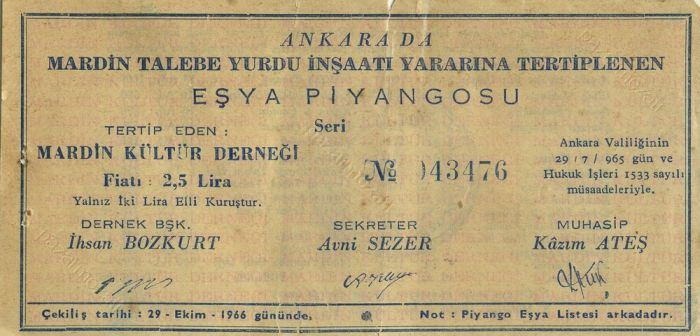 ANKARA DA
MARDİN TALEBE YURDU İNŞAATI YARARINA TERTİPLENEN
EŞYA PİYANGOSU
TERTİP EDEN :
MARDİN KÜLTÜR DERNEĞİ
Fiatı : 2,5 Lira
Yalnız İki Lira Elli Kuruştur.
Seri
№ 043476
Ankara Valiliğinin
29/7/965 gün ve
Hukuk İşleri 1533 sayılı
müsaadeleriyle.
DERNEK BŞK.
İhsan BOZKURT
SEKRETER
Avni SEZER
MUHASİP
Kâzım ATEŞ
Çekiliş tarihi : 29 - Ekim - 1966 gününde,
Not : Piyango Eşya Listesi arkadadır.